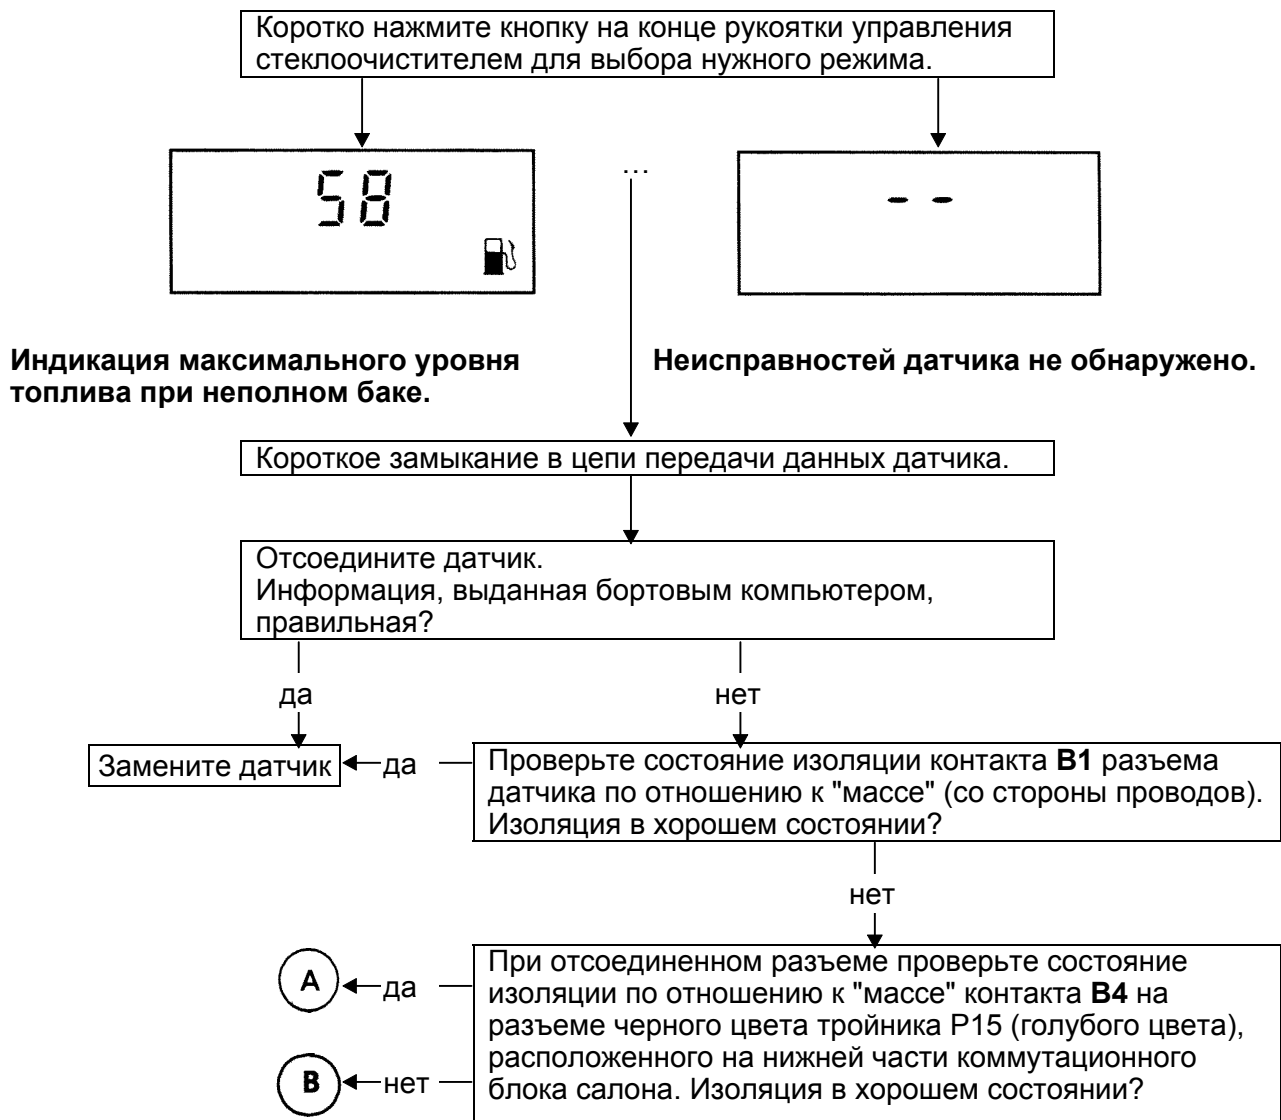 Коротко нажмите кнопку на конце рукоятки управления
стеклоочистителем для выбора нужного режима.
58
...
- -
Индикация максимального уровня
топлива при неполном баке.
Неисправностей датчика не обнаружено.
Короткое замыкание в цепи передачи данных датчика.
Отсоедините датчик.
Информация, выданная бортовым компьютером,
правильная?
да
нет
Замените датчик
да
Проверьте состояние изоляции контакта B1 разъема
датчика по отношению к "массе" (со стороны проводов).
Изоляция в хорошем состоянии?
нет
A
да
При отсоединенном разъеме проверьте состояние
изоляции по отношению к "массе" контакта B4 на
разъеме черного цвета тройника P15 (голубого цвета),
расположенного на нижней части коммутационного
блока салона. Изоляция в хорошем состоянии?
B
нет